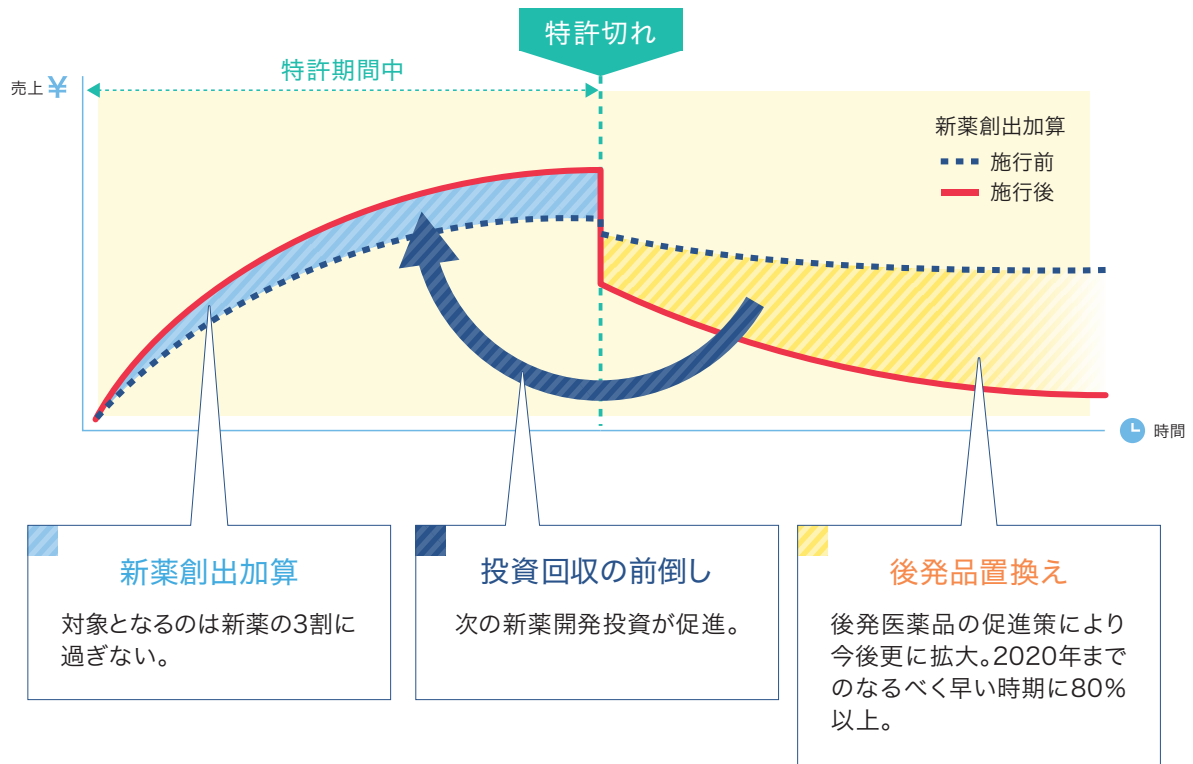 特許切れ
特許期間中
売上 ¥
新薬創出加算
施行前
施行後
時間
新薬創出加算
対象となるのは新薬の3割に
過ぎない。
投資回収の前倒し
次の新薬開発投資が促進。
後発品置換え
後発医薬品の促進策により
今後更に拡大。2020年まで
のなるべく早い時期に80%
以上。